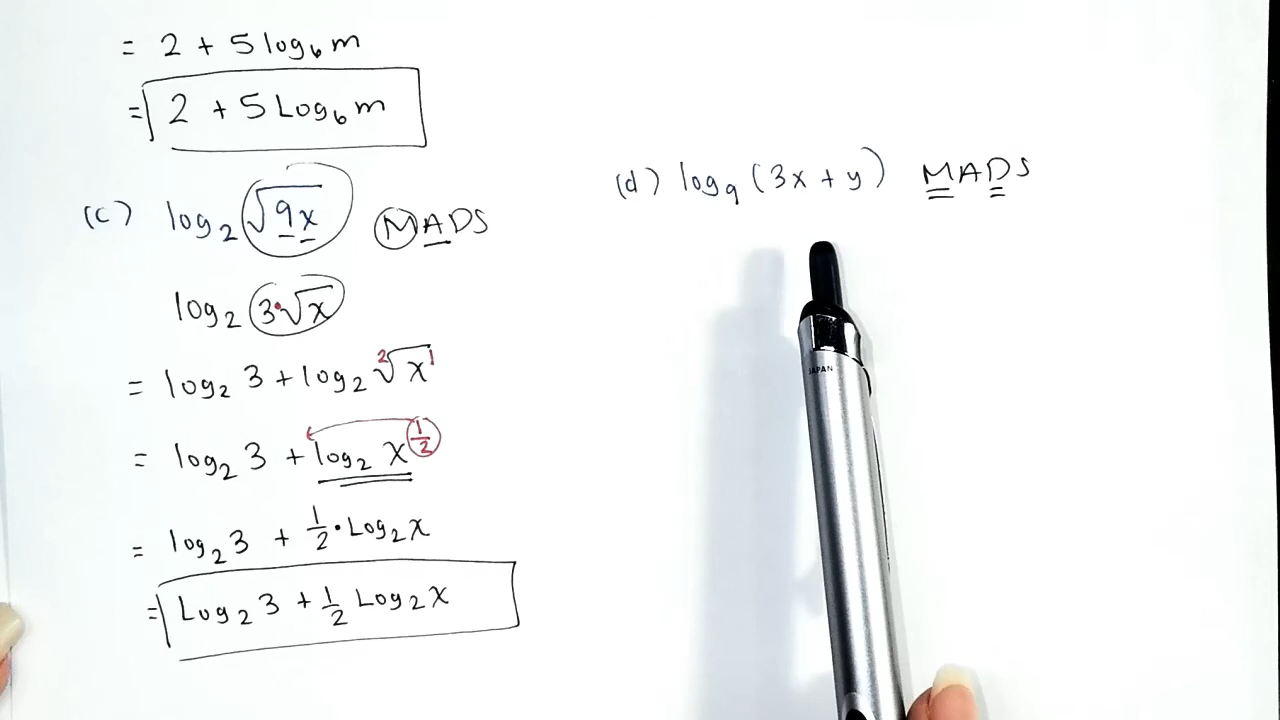 = 2 + 5 log₆ m
= 2 + 5 Log₆ m
(c) log₂ √9x MADS
log₂ (3•√x)
= log₂ 3 + log₂ ²√x¹
= log₂ 3 + log₂ x^½
= log₂ 3 + ½ • Log₂ x
= Log₂ 3 + ½ Log₂ x
(d) log₉ (3x + y) MADS
JAPAN